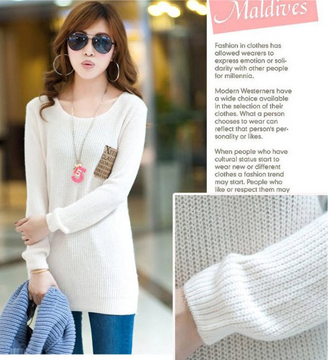 Maldives
Fashion in clothes has
allowed wearers to
express emotion or soli-
darity with other people
for millennia.
Modern Westerners have
a wide choice available
in the selection of their
clothes. What a person
chooses to wear can
reflect that person's per-
sonality or likes.
When people who have
cultural status start to
wear new or different
clothes a fashion trend
may start. People who
like or respect them may